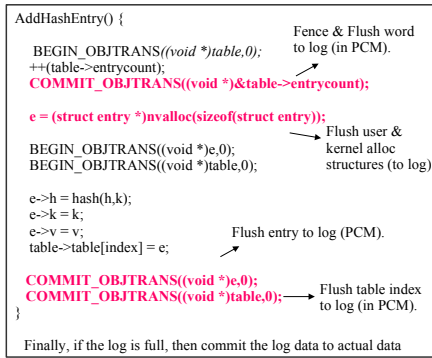 AddHashEntry() {
BEGIN_OBJTRANS((void *)table,0);
++(table->entrycount);
COMMIT_OBJTRANS((void *)&table->entrycount);
Fence & Flush word
to log (in PCM).
e = (struct entry *)nvalloc(sizeof(struct entry));
Flush user &
kernel alloc
structures (to log)
BEGIN_OBJTRANS((void *)e,0);
BEGIN_OBJTRANS((void *)table,0);
e->h = hash(h,k);
e->k = k;
e->v = v;
table->table[index] = e;
Flush entry to log (PCM).
COMMIT_OBJTRANS((void *)e,0);
COMMIT_OBJTRANS((void *)table,0);
Flush table index
to log (in PCM).
}
Finally, if the log is full, then commit the log data to actual data